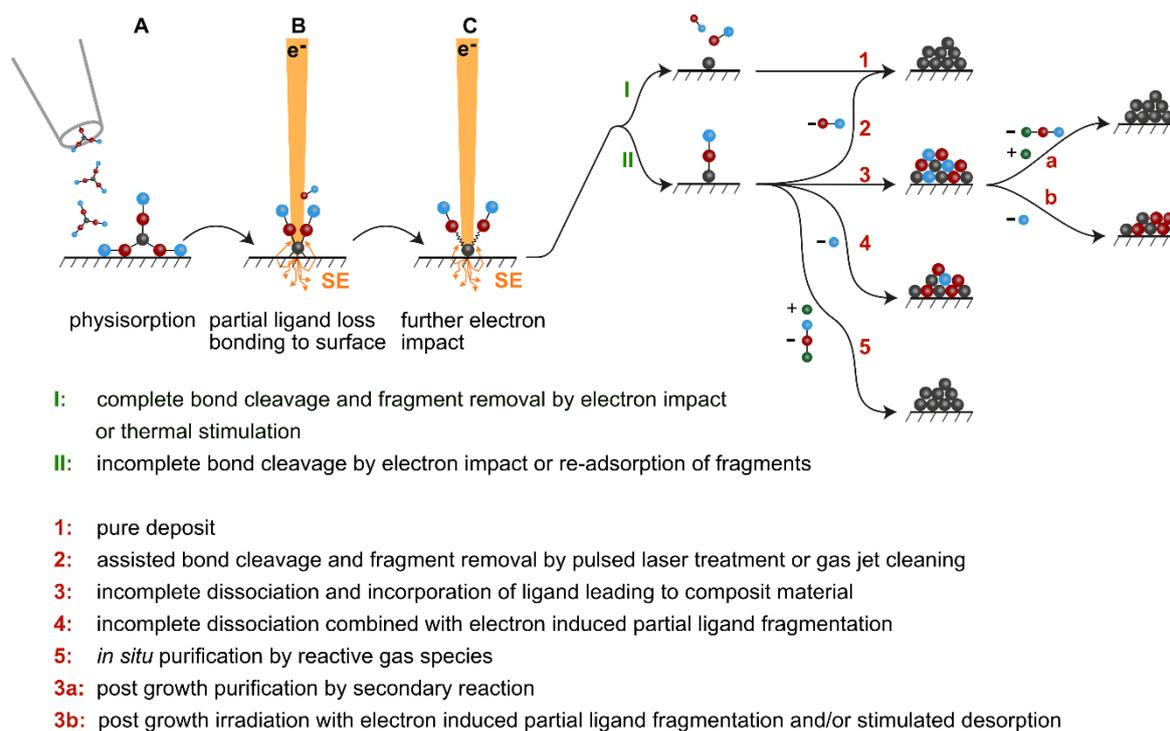 A
B
C
e-
e-
SE
SE
physisorption
partial ligand loss
bonding to surface
further electron
impact
I
II
1
- 
2
3
- 
4
+
-
5
-
+
a
b
-
I: complete bond cleavage and fragment removal by electron impact
or thermal stimulation
II: incomplete bond cleavage by electron impact or re-adsorption of fragments
1: pure deposit
2: assisted bond cleavage and fragment removal by pulsed laser treatment or gas jet cleaning
3: incomplete dissociation and incorporation of ligand leading to composit material
4: incomplete dissociation combined with electron induced partial ligand fragmentation
5: in situ purification by reactive gas species
3a: post growth purification by secondary reaction
3b: post growth irradiation with electron induced partial ligand fragmentation and/or stimulated desorption